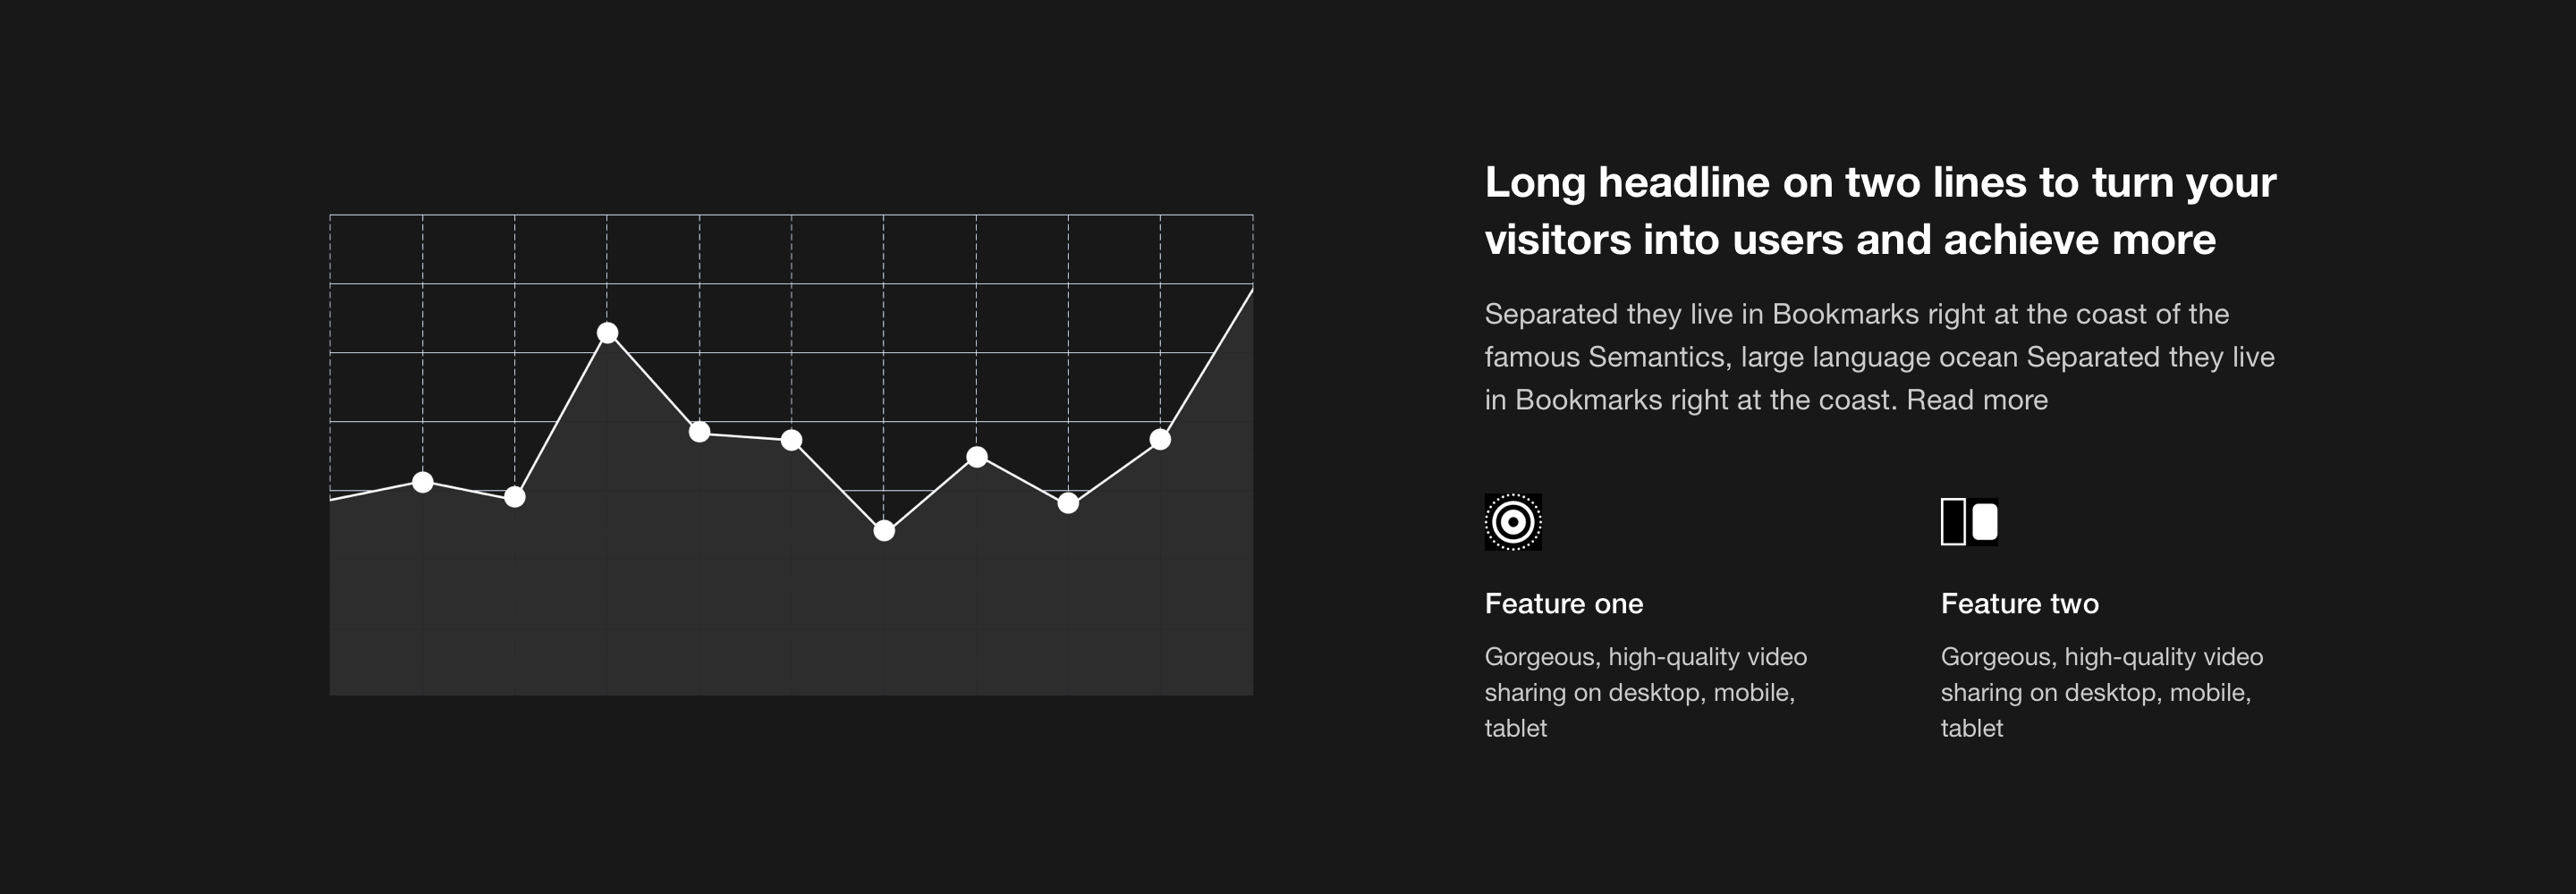 Long headline on two lines to turn your
visitors into users and achieve more
Separated they live in Bookmarks right at the coast of the
famous Semantics, large language ocean Separated they live
in Bookmarks right at the coast. Read more
Feature one
Gorgeous, high-quality video
sharing on desktop, mobile,
tablet
Feature two
Gorgeous, high-quality video
sharing on desktop, mobile,
tablet